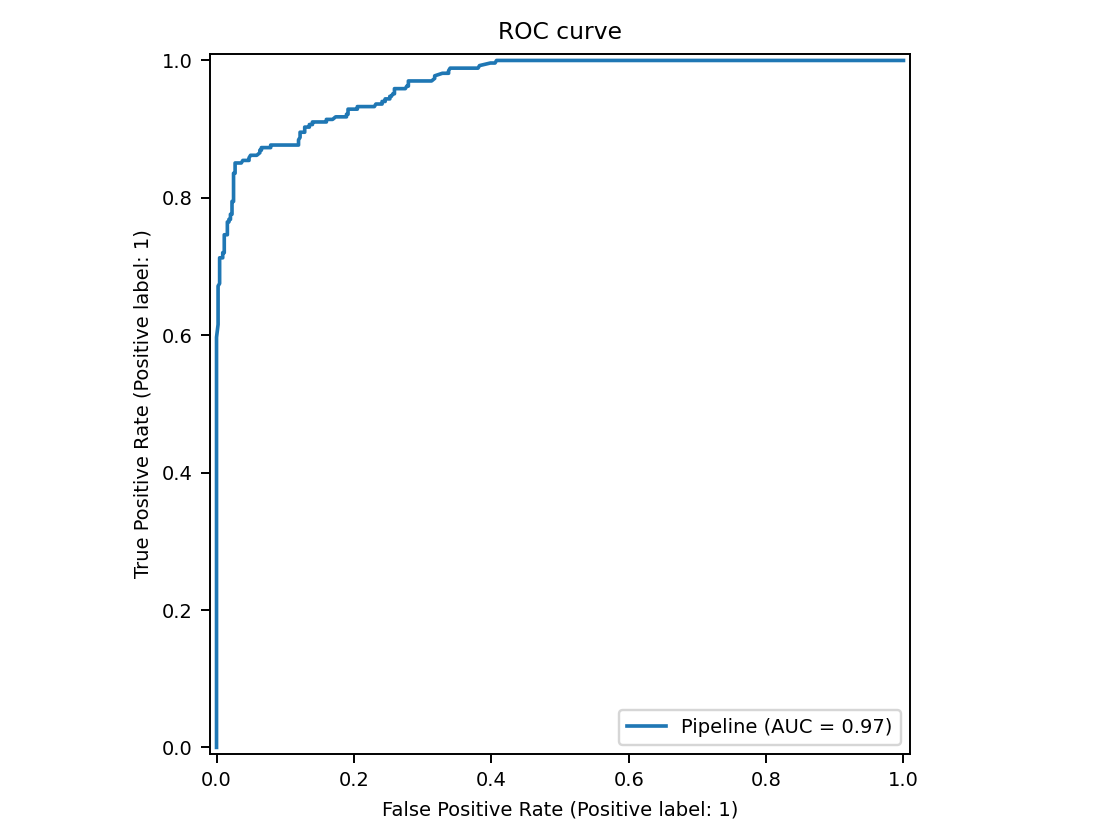 ROC curve
1.0
0.8
0.6
0.4
0.2
0.0
True Positive Rate (Positive label: 1)
Pipeline (AUC = 0.97)
0.0 0.2 0.4 0.6 0.8 1.0
False Positive Rate (Positive label: 1)